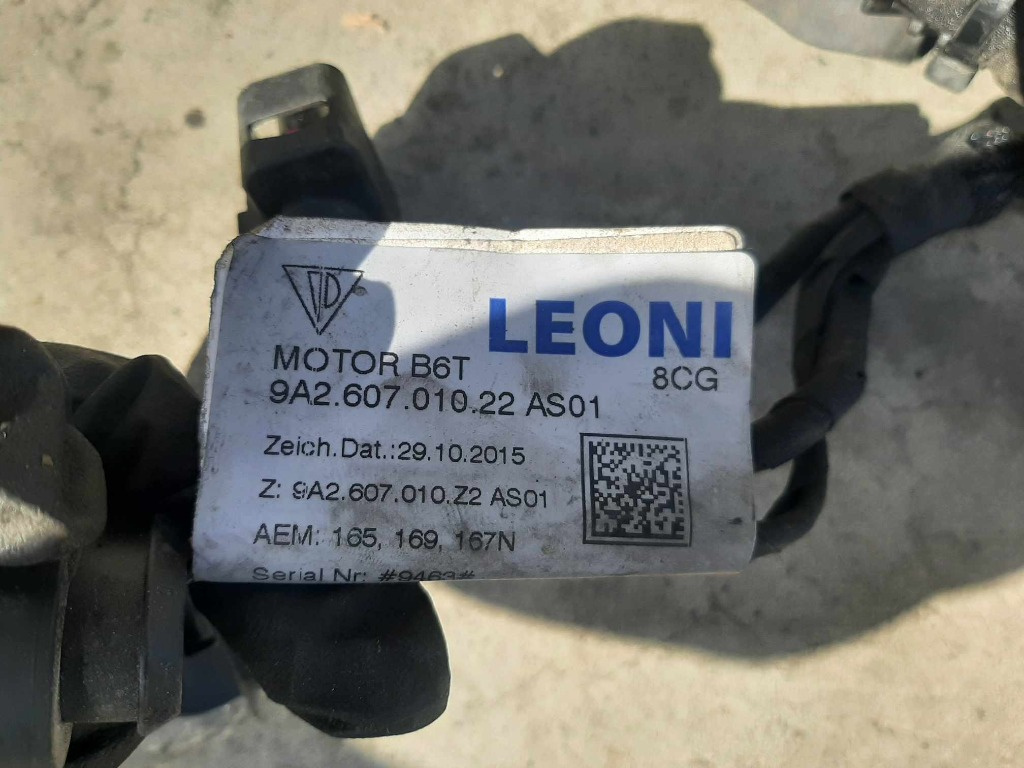 LEONI
MOTOR B6T
8CG
9A2.607.010.22 AS01
Zeich.Dat.:29.10.2015
Z: 9A2.607.010.Z2 AS01
AEM: 165, 169, 167N
Serial Nr: #9463#